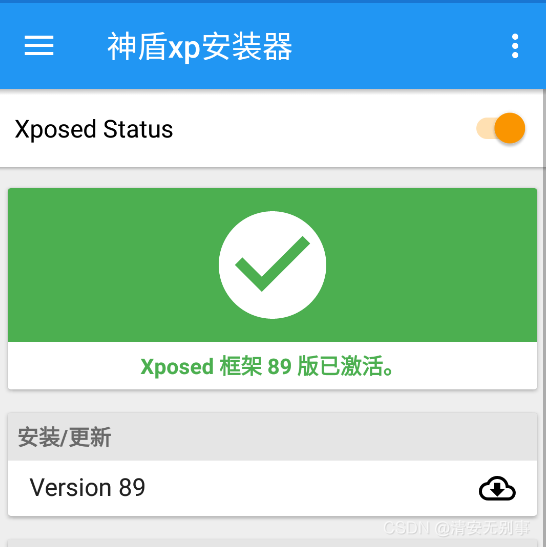 神盾xp安装器
Xposed Status
Xposed 框架 89 版已激活。
安装/更新
Version 89
CSDN @清安无别事